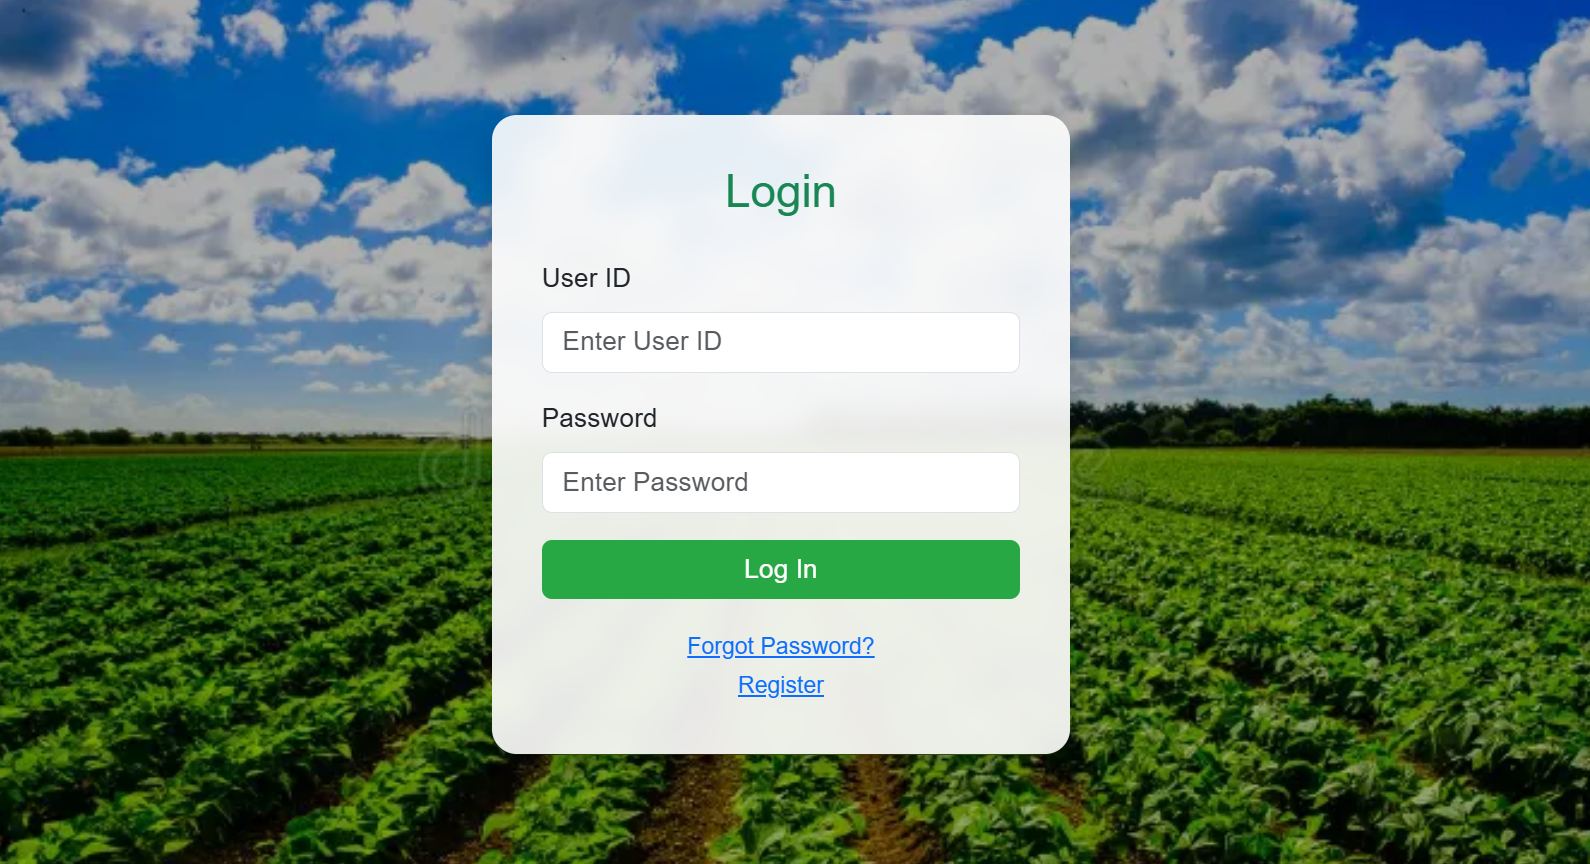 Login
User ID
Enter User ID
Password
Enter Password
Log In
Forgot Password?
Register